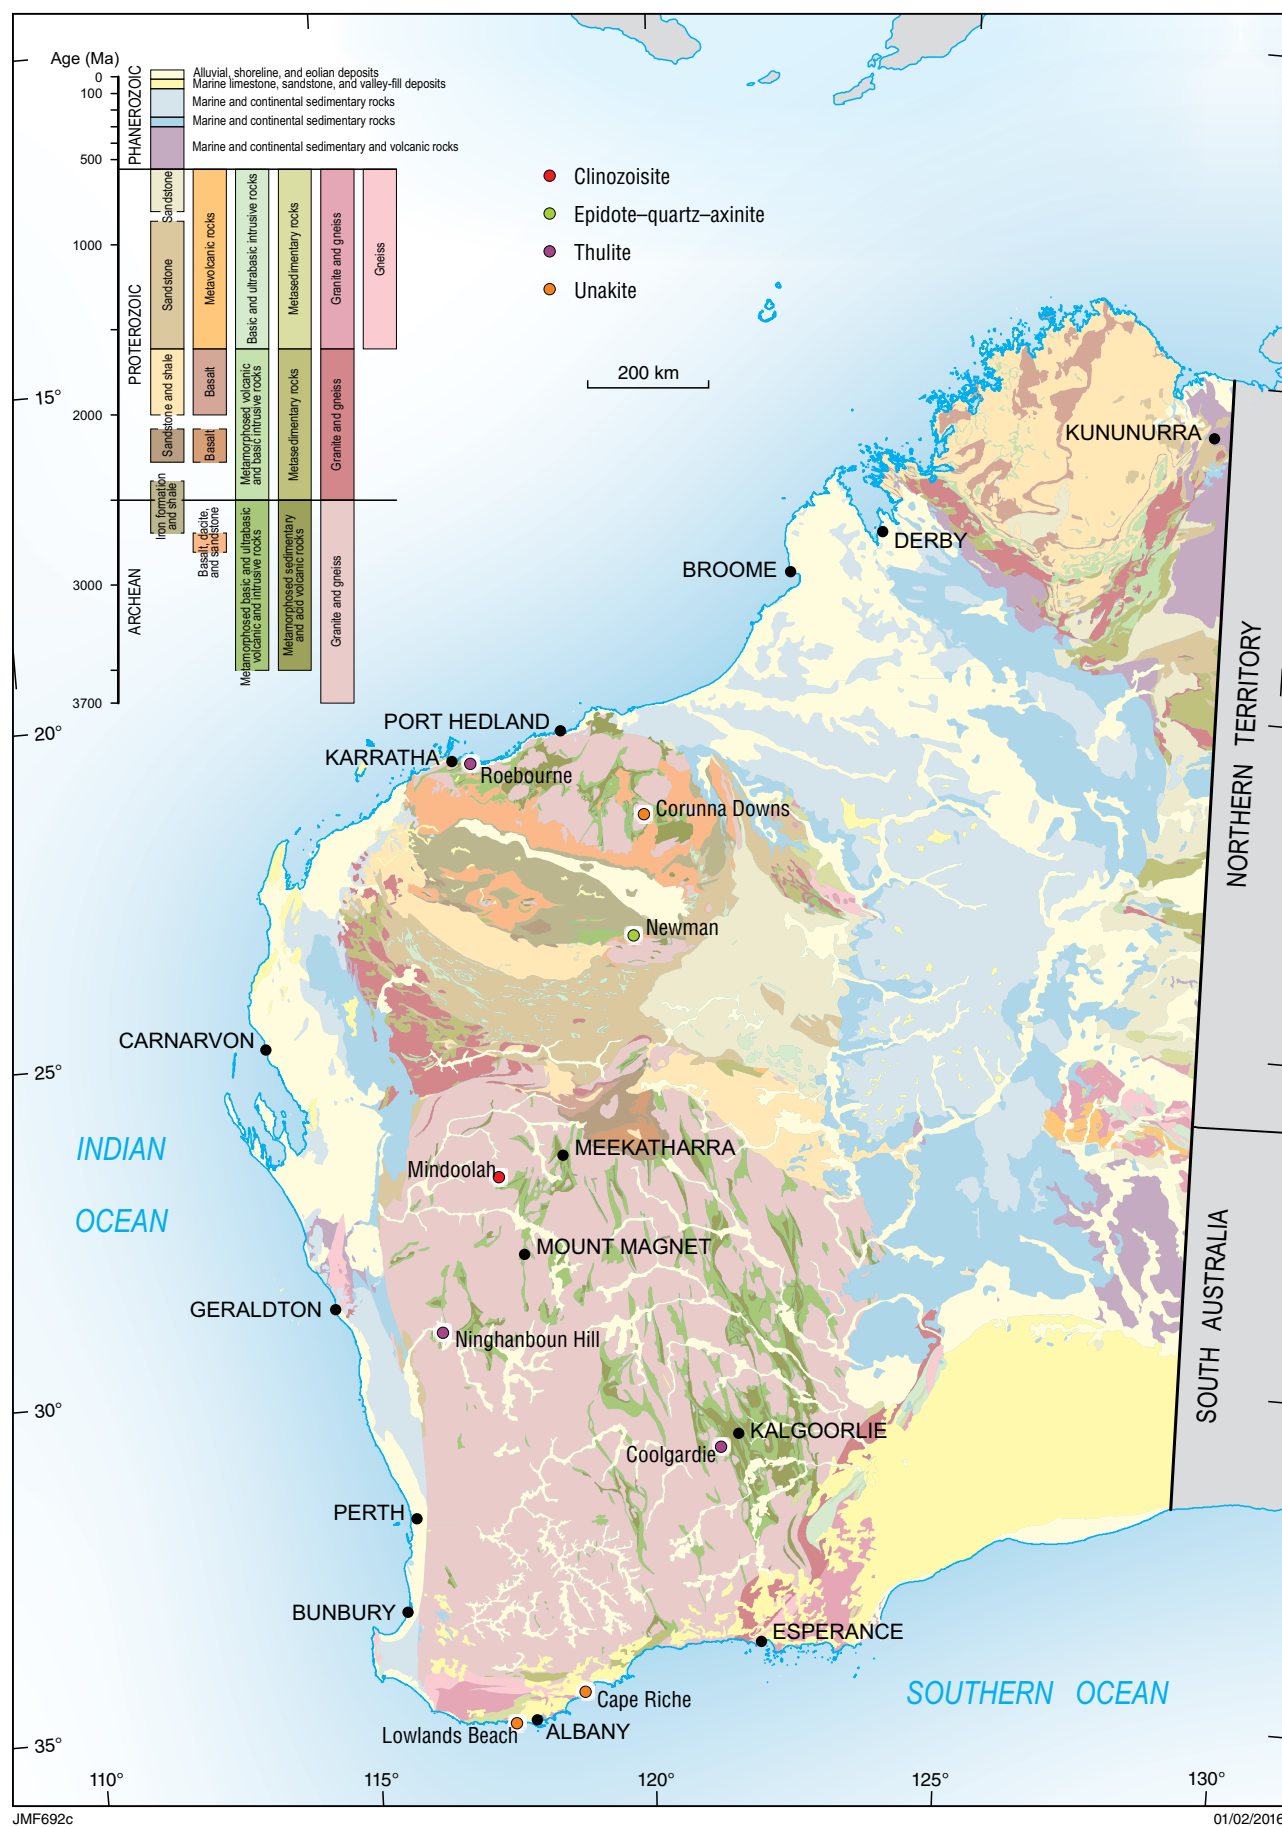 Age (Ma)
0
100
500
1000
2000
3000
3700
PHANEROZOIC
PROTEROZOIC
ARCHEAN
Alluvial, shoreline, and eolian deposits
Marine limestone, sandstone, and valley-fill deposits
Marine and continental sedimentary rocks
Marine and continental sedimentary rocks
Marine and continental sedimentary and volcanic rocks
Sandstone
Sandstone
Metavolcanic rocks
Basic and ultrabasic intrusive rocks
Metasedimentary rocks
Granite and gneiss
Gneiss
Sandstone and shale
Basalt
Metamorphosed volcanic
and basic intrusive rocks
Metasedimentary rocks
Granite and gneiss
Sandstone
Basalt
Iron formation
and shale
Basalt, dacite,
and sandstone
Metamorphosed basic and ultrabasic
volcanic and intrusive rocks
Metamorphosed sedimentary
and acid volcanic rocks
Granite and gneiss
Clinozoisite
Epidote–quartz–axinite
Thulite
Unakite
200 km
15°
20°
25°
30°
35°
KUNUNURRA
DERBY
BROOME
PORT HEDLAND
KARRATHA
Roebourne
Corunna Downs
Newman
NORTHERN TERRITORY
CARNARVON
INDIAN
OCEAN
MEEKATHARRA
Mindoolah
MOUNT MAGNET
GERALDTON
Ninghanboun Hill
SOUTH AUSTRALIA
KALGOORLIE
Coolgardie
PERTH
BUNBURY
ESPERANCE
SOUTHERN OCEAN
Cape Riche
Lowlands Beach
ALBANY
110°
115°
120°
125°
130°
JMF692c
01/02/2016